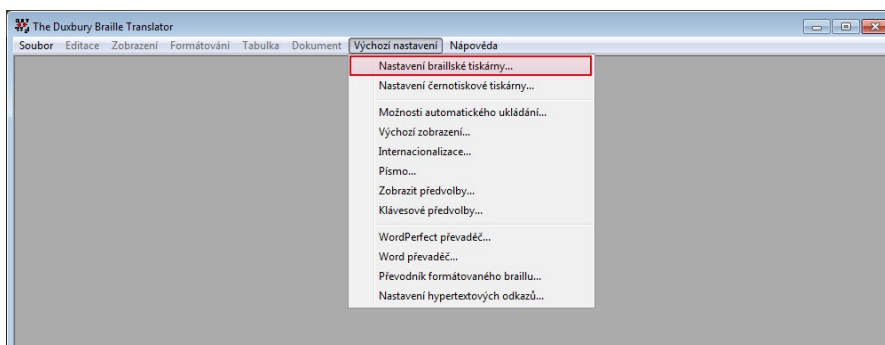 The Duxbury Braille Translator
Soubor Editace Zobrazení Formátování Tabulka Dokument Výchozí nastavení Nápověda
Nastavení braillské tiskárny...
Nastavení černotiskové tiskárny...
Možnosti automatického ukládání...
Výchozí zobrazení...
Internacionalizace...
Písmo...
Zobrazit předvolby...
Klávesové předvolby...
WordPerfect převaděč...
Word převaděč...
Převodník formátovaného braillu...
Nastavení hypertextových odkazů...